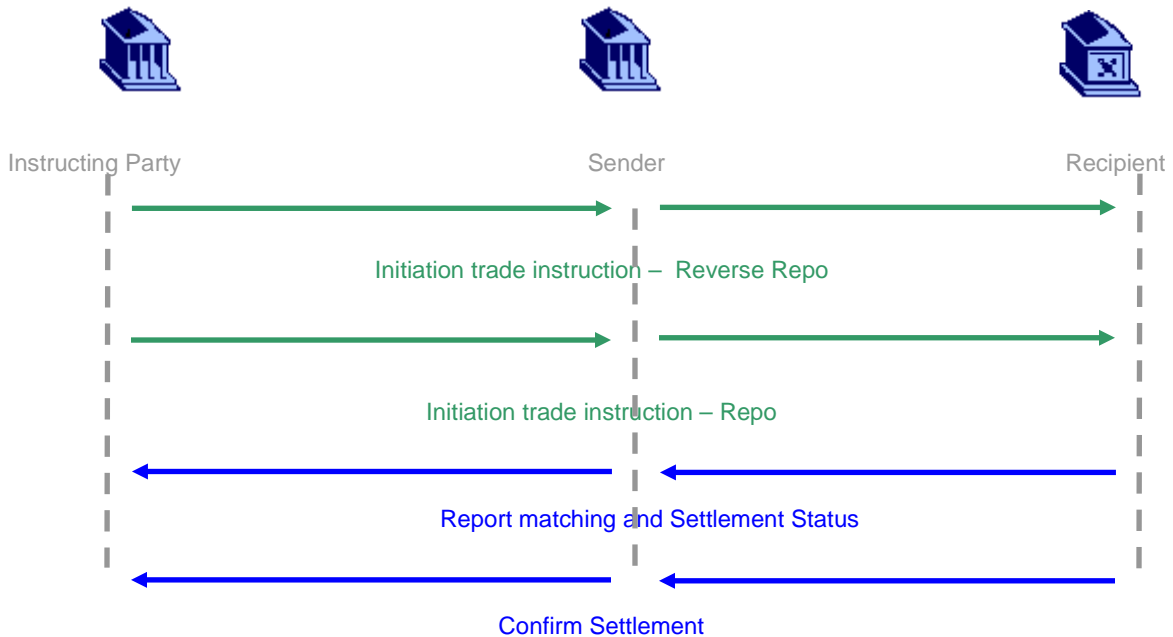 Instructing Party
Sender
Recipient
Initiation trade instruction – Reverse Repo
Initiation trade instruction – Repo
Report matching and Settlement Status
Confirm Settlement